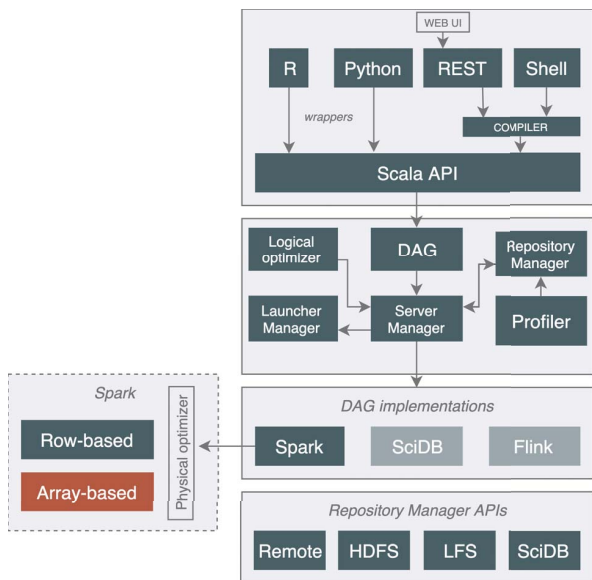 WEB UI
R
Python
REST
Shell
wrappers
COMPILER
Scala API
Logical
optimizer
DAG
Repository
Manager
Launcher
Manager
Server
Manager
Profiler
Spark
Row-based
Array-based
Physical optimizer
DAG implementations
Spark
SciDB
Flink
Repository Manager APIs
Remote
HDFS
LFS
SciDB